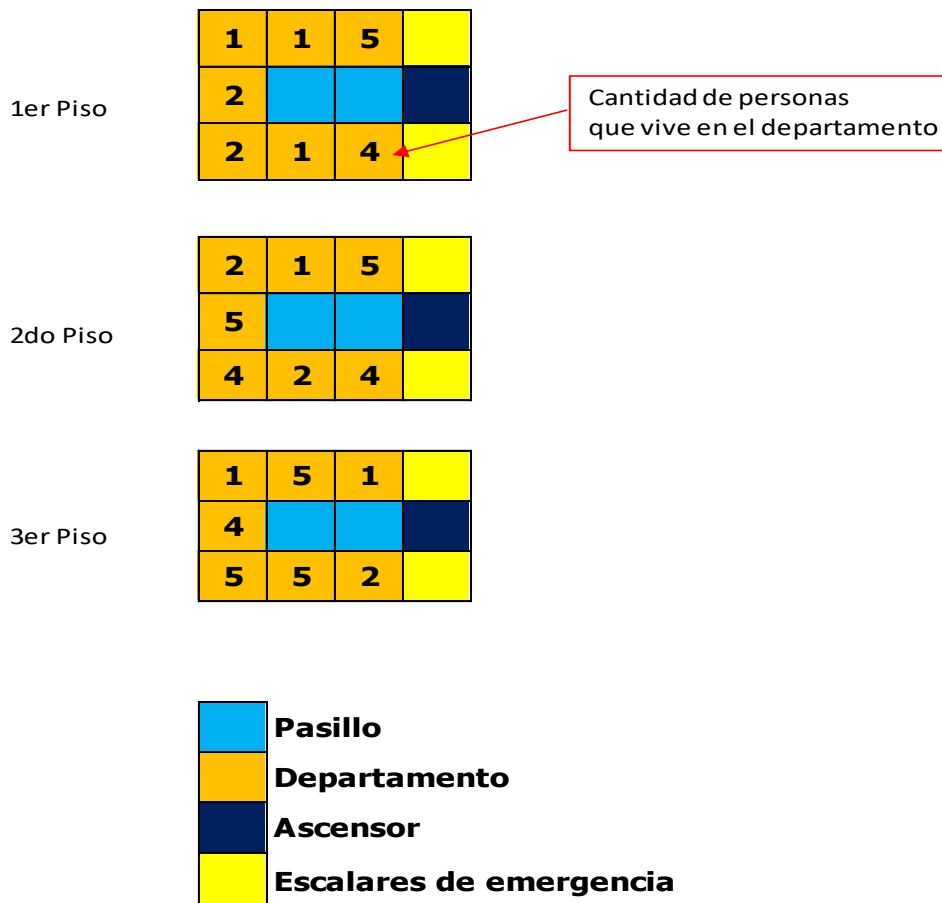 1 1 5
1er Piso
2
2 1 4
Cantidad de personas
que vive en el departamento
2 1 5
2do Piso
5
4 2 4
1 5 1
3er Piso
4
5 5 2
Pasillo
Departamento
Ascensor
Escalares de emergencia